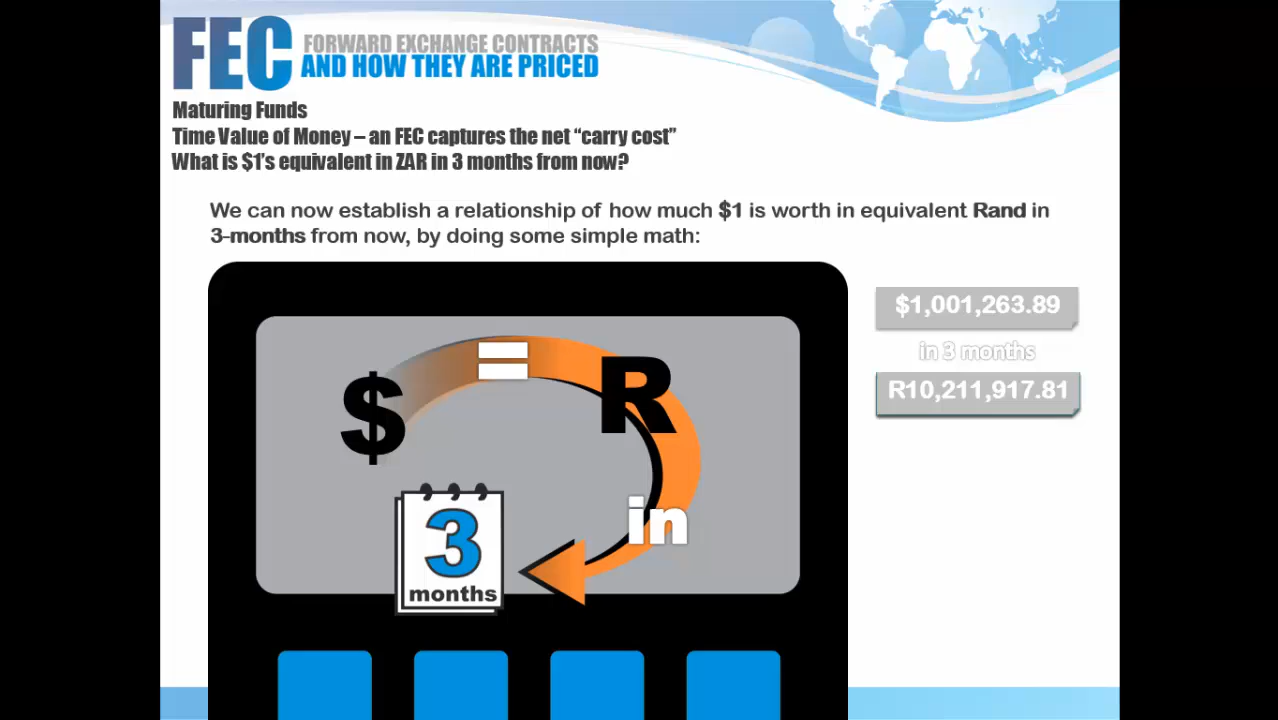 FEC FORWARD EXCHANGE CONTRACTS
AND HOW THEY ARE PRICED
Maturing Funds
Time Value of Money – an FEC captures the net “carry cost”
What is $1’s equivalent in ZAR in 3 months from now?
We can now establish a relationship of how much $1 is worth in equivalent Rand in
3-months from now, by doing some simple math:
$ = R
in
3
months
$1,001,263.89
in 3 months
R10,211,917.81